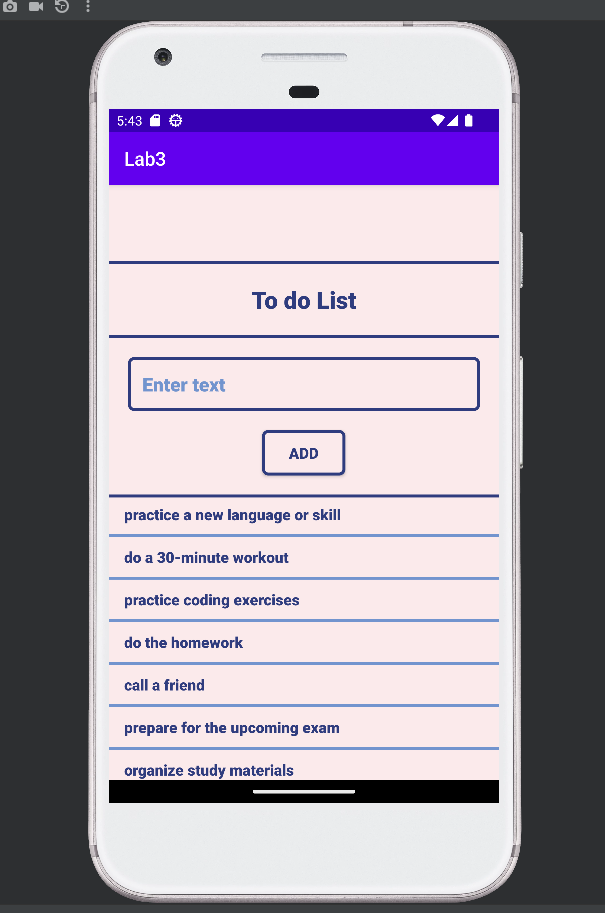 5:43
Lab3
To do List
Enter text
ADD
practice a new language or skill
do a 30-minute workout
practice coding exercises
do the homework
call a friend
prepare for the upcoming exam
organize study materials